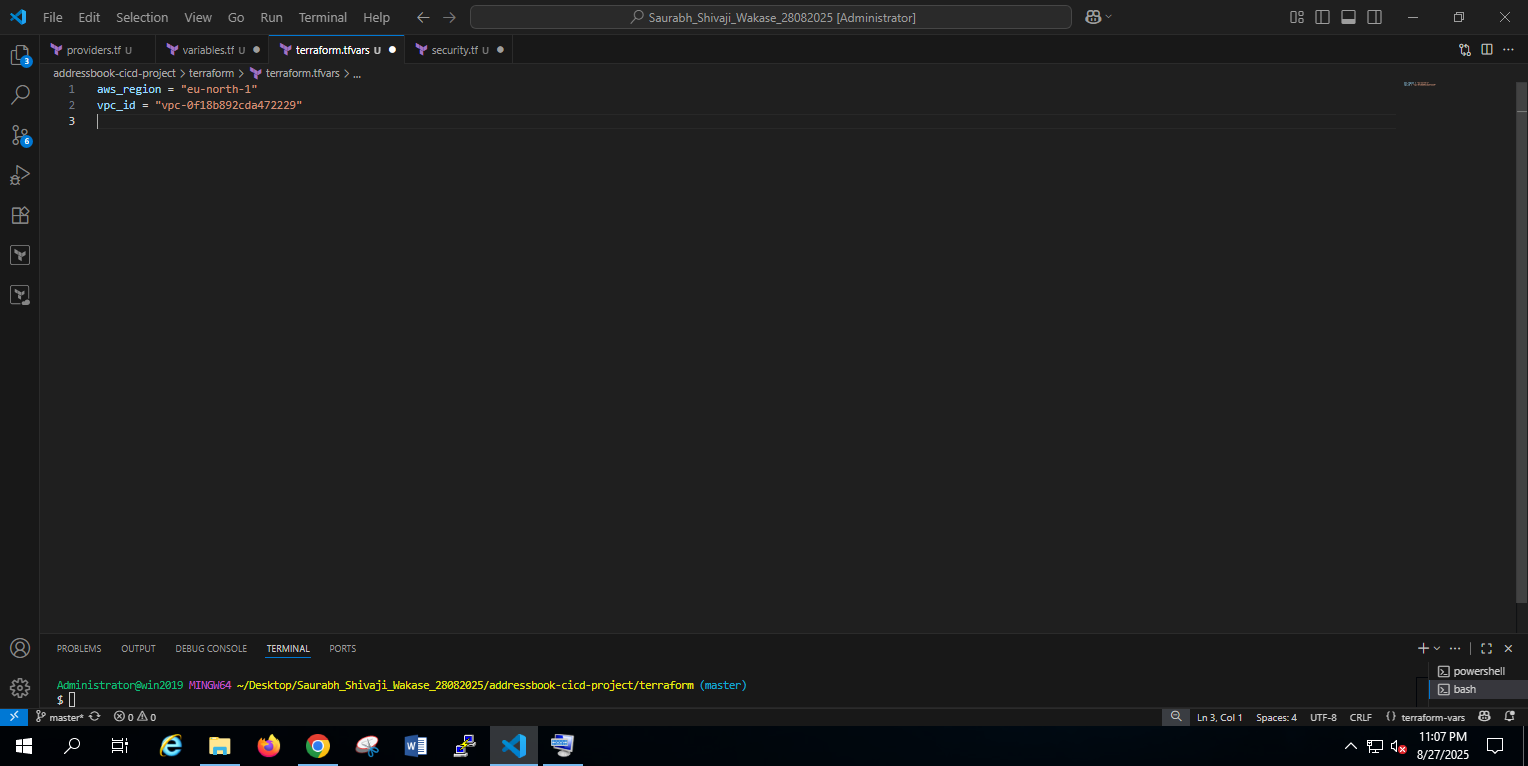 File Edit Selection View Go Run Terminal Help
Saurabh_Shivaji_Wakase_28082025 [Administrator]
providers.tf U variables.tf U terraform.tfvars U security.tf U
addressbook-cicd-project > terraform > terraform.tfvars > ...
1 aws_region = "eu-north-1"
2 vpc_id = "vpc-0f18b892cda472229"
3
3
6
PROBLEMS OUTPUT DEBUG CONSOLE TERMINAL PORTS
powershell
bash
Administrator@win2019 MINGW64 ~/Desktop/Saurabh_Shivaji_Wakase_28082025/addressbook-cicd-project/terraform (master)
$
master* 0 0 Ln 3, Col 1 Spaces: 4 UTF-8 CRLF {} terraform-vars
11:07 PM
8/27/2025